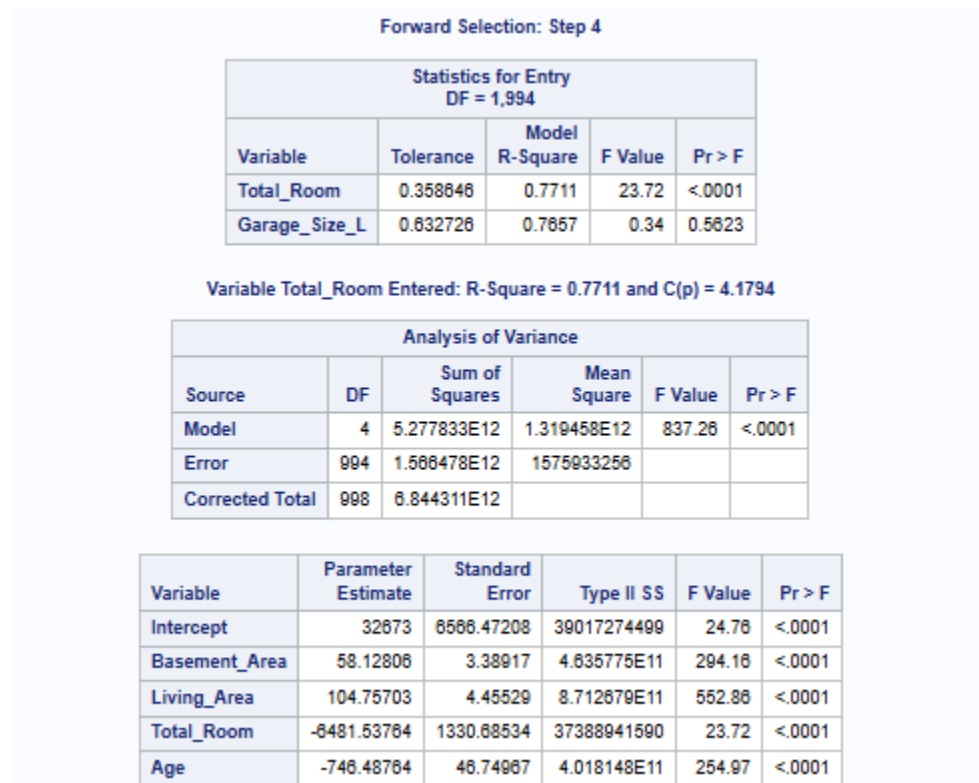 Forward Selection: Step 4
Statistics for Entry
DF = 1,994
Variable Tolerance Model R-Square F Value Pr > F
Total_Room 0.358646 0.7711 23.72 <.0001
Garage_Size_L 0.632726 0.7657 0.34 0.5623
Variable Total_Room Entered: R-Square = 0.7711 and C(p) = 4.1794
Analysis of Variance
Source DF Sum of Squares Mean Square F Value Pr > F
Model 4 5.277833E12 1.319458E12 837.26 <.0001
Error 994 1.566478E12 1575933256
Corrected Total 998 6.844311E12
Variable Parameter Estimate Standard Error Type II SS F Value Pr > F
Intercept 32673 6566.47208 39017274499 24.76 <.0001
Basement_Area 58.12806 3.38917 4.635775E11 294.16 <.0001
Living_Area 104.75703 4.45529 8.712679E11 552.86 <.0001
Total_Room -6481.53764 1330.68534 37388941590 23.72 <.0001
Age -746.48764 46.74967 4.018148E11 254.97 <.0001